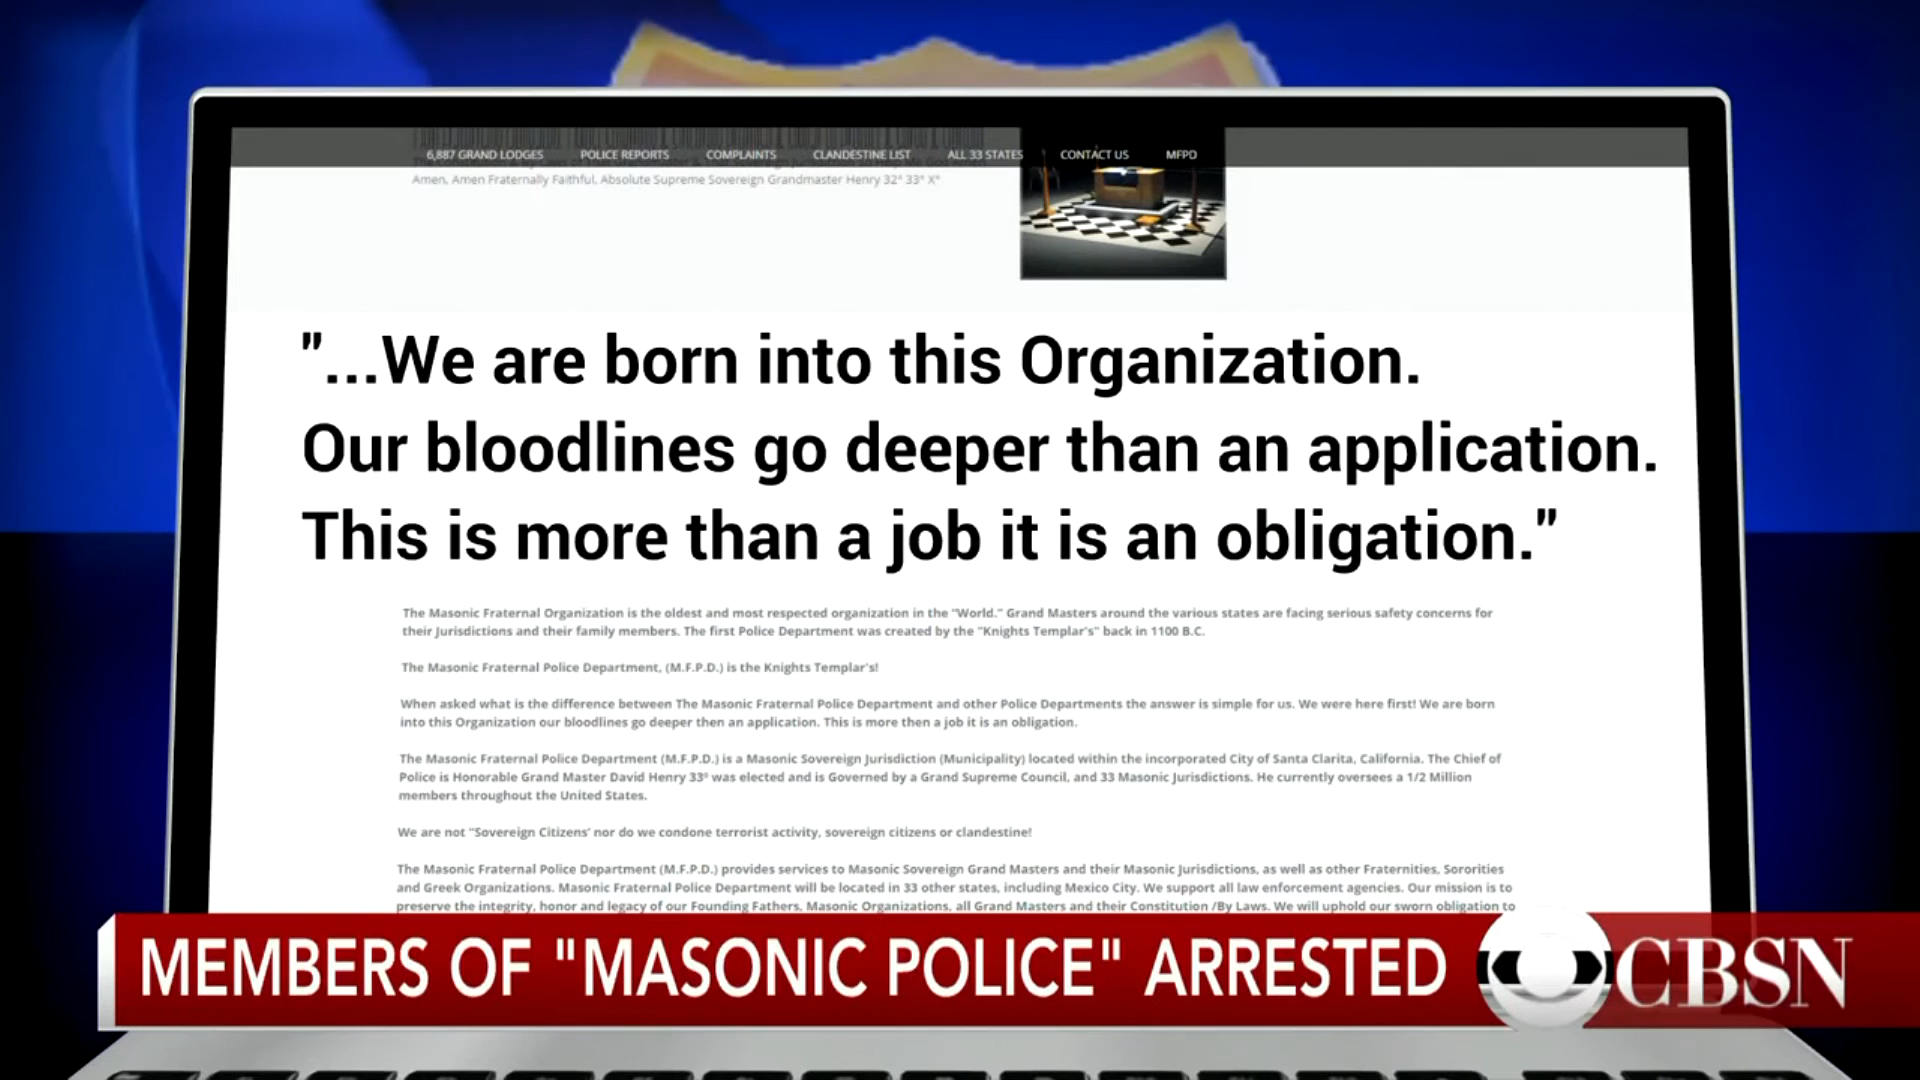 6,887 GRAND LODGES POLICE REPORTS COMPLAINTS CLANDESTINE LIST ALL 33 STATES CONTACT US MFPD
Amen, Amen Fraternally Faithful, Absolute Supreme Sovereign Grandmaster Henry 32° 33° X°
"...We are born into this Organization.
Our bloodlines go deeper than an application.
This is more than a job it is an obligation."
The Masonic Fraternal Organization is the oldest and most respected organization in the "World." Grand Masters around the various states are facing serious safety concerns for
their Jurisdictions and their family members. The first Police Department was created by the "Knights Templar's" back in 1100 B.C.
The Masonic Fraternal Police Department, (M.F.P.D.) is the Knights Templar's!
When asked what is the difference between The Masonic Fraternal Police Department and other Police Departments the answer is simple for us. We were here first! We are born
into this Organization our bloodlines go deeper then an application. This is more then a job it is an obligation.
The Masonic Fraternal Police Department (M.F.P.D.) is a Masonic Sovereign Jurisdiction (Municipality) located within the incorporated City of Santa Clarita, California. The Chief of
Police is Honorable Grand Master David Henry 33° was elected and is Governed by a Grand Supreme Council, and 33 Masonic Jurisdictions. He currently oversees a 1/2 Million
members throughout the United States.
We are not "Sovereign Citizens' nor do we condone terrorist activity, sovereign citizens or clandestine!
The Masonic Fraternal Police Department (M.F.P.D.) provides services to Masonic Sovereign Grand Masters and their Masonic Jurisdictions, as well as other Fraternities, Sororities
and Greek Organizations. Masonic Fraternal Police Department will be located in 33 other states, including Mexico City. We support all law enforcement agencies. Our mission is to
preserve the integrity, honor and legacy of our Founding Fathers, Masonic Organizations, all Grand Masters and their Constitution /By Laws. We will uphold our sworn obligation to
MEMBERS OF "MASONIC POLICE" ARRESTED
CBSN